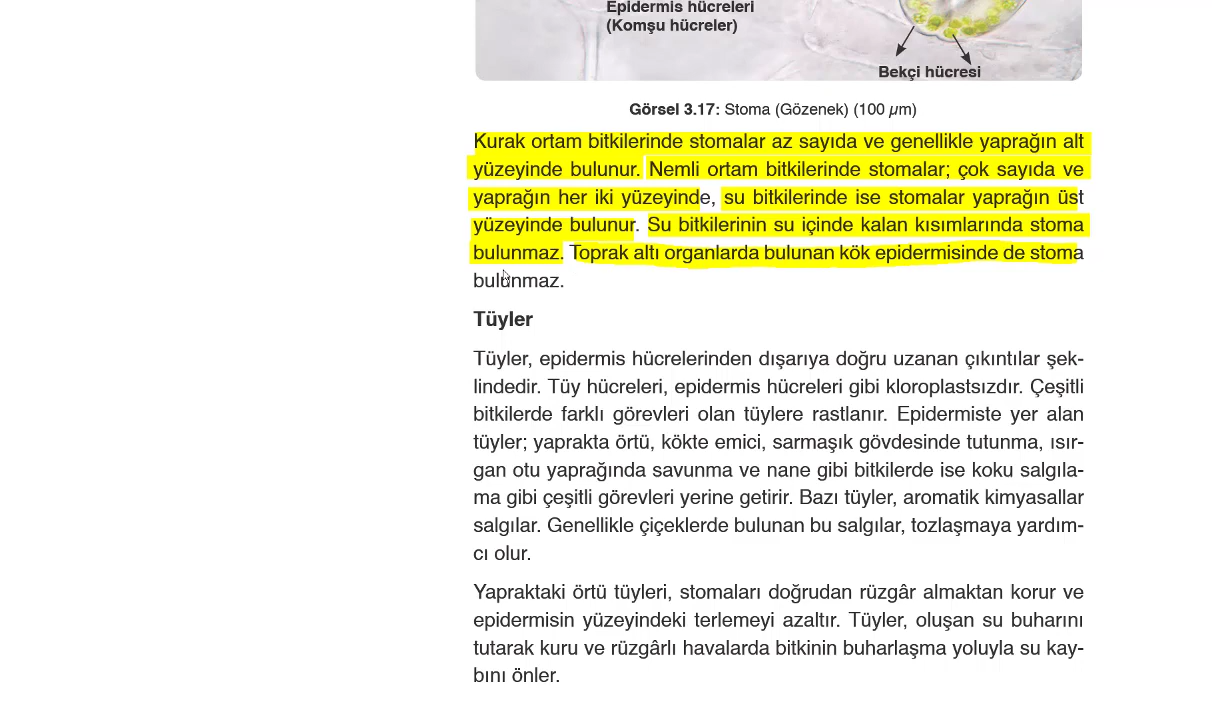 Epidermis hücreleri
(Komşu hücreler)
Bekçi hücresi
Görsel 3.17: Stoma (Gözenek) (100 µm)
Kurak ortam bitkilerinde stomalar az sayıda ve genellikle yaprağın alt
yüzeyinde bulunur. Nemli ortam bitkilerinde stomalar; çok sayıda ve
yaprağın her iki yüzeyinde, su bitkilerinde ise stomalar yaprağın üst
yüzeyinde bulunur. Su bitkilerinin su içinde kalan kısımlarında stoma
bulunmaz. Toprak altı organlarda bulunan kök epidermisinde de stoma
bulunmaz.
Tüyler
Tüyler, epidermis hücrelerinden dışarıya doğru uzanan çıkıntılar şek-
lindedir. Tüy hücreleri, epidermis hücreleri gibi kloroplastsızdır. Çeşitli
bitkilerde farklı görevleri olan tüylere rastlanır. Epidermiste yer alan
tüyler; yaprakta örtü, kökte emici, sarmaşık gövdesinde tutunma, ısır-
gan otu yaprağında savunma ve nane gibi bitkilerde ise koku salgıla-
ma gibi çeşitli görevleri yerine getirir. Bazı tüyler, aromatik kimyasallar
salgılar. Genellikle çiçeklerde bulunan bu salgılar, tozlaşmaya yardım-
cı olur.
Yapraktaki örtü tüyleri, stomaları doğrudan rüzgâr almaktan korur ve
epidermisin yüzeyindeki terlemeyi azaltır. Tüyler, oluşan su buharını
tutarak kuru ve rüzgârlı havalarda bitkinin buharlaşma yoluyla su kay-
bını önler.